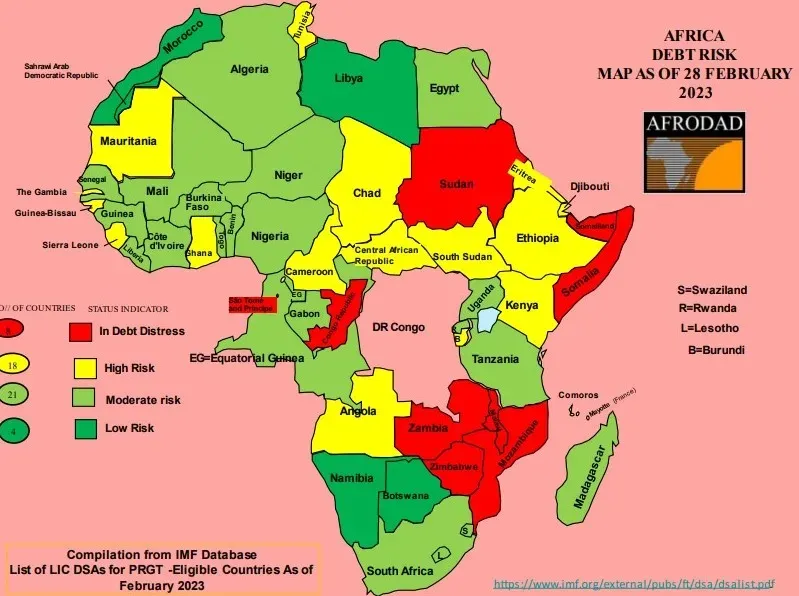 AFRICA
DEBT RISK
MAP AS OF 28 FEBRUARY
2023
AFRODAD
Sahrawi Arab
Democratic Republic
Morocco
Tunisia
Algeria
Libya
Egypt
Mauritania
Senegal
The Gambia
Guinea-Bissau
Guinea
Sierra Leone
Liberia
Mali
Burkina
Faso
Côte
d'Ivoire
Ghana
Togo
Benin
Niger
Nigeria
Chad
Sudan
Eritrea
Djibouti
Somaliland
Somalia
Ethiopia
South Sudan
Central African
Republic
Cameroon
São Tomé
and Principe
EG
Gabon
Congo Republic
DR Congo
Uganda
Kenya
R
B
Tanzania
EG=Equatorial Guinea
Angola
Zambia
Mozambique
Zimbabwe
Namibia
Botswana
S
L
South Africa
Comoros
Mayotte (France)
Madagascar
S=Swaziland
R=Rwanda
L=Lesotho
B=Burundi
OF COUNTRIES STATUS INDICATOR
8 In Debt Distress
18 High Risk
21 Moderate risk
4 Low Risk
Compilation from IMF Database
List of LIC DSAs for PRGT -Eligible Countries As of
February 2023
https://www.imf.org/external/pubs/ft/dsa/dsalist.pdf